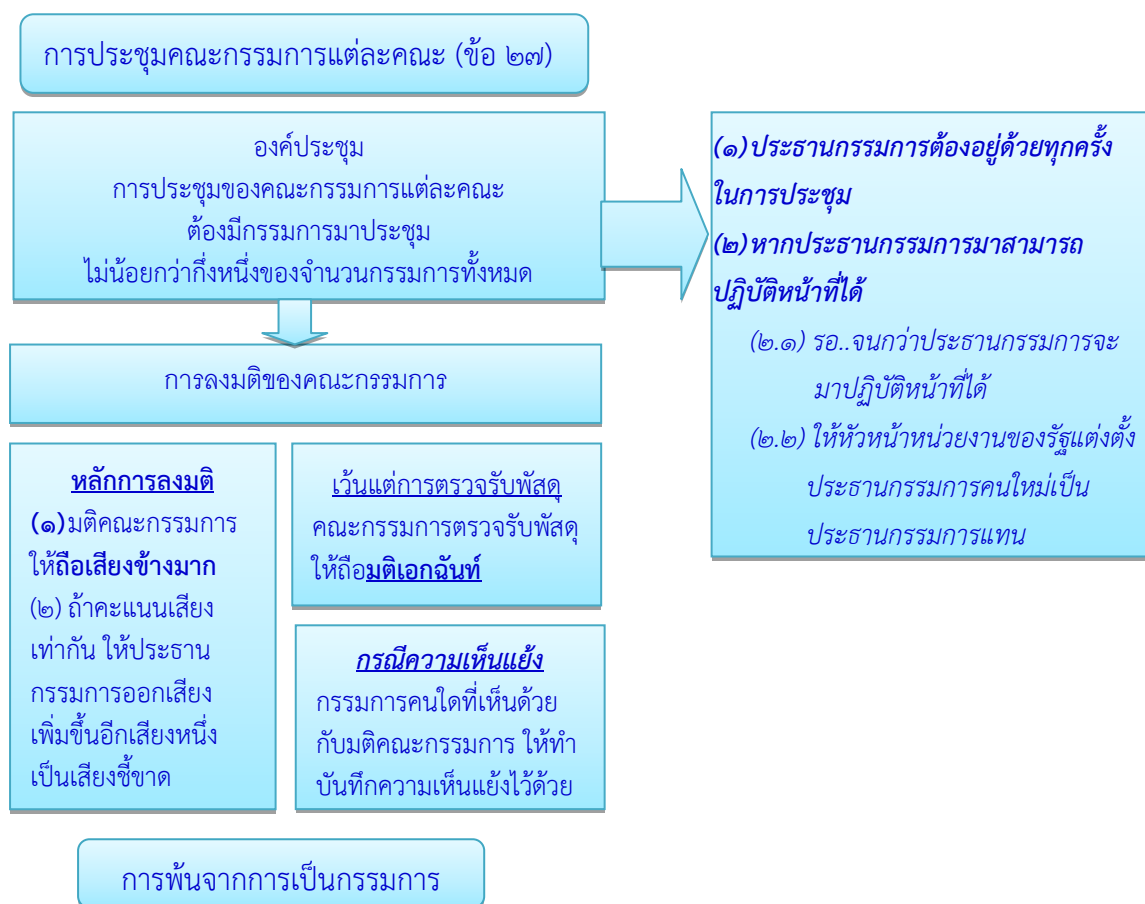 การประชุมคณะกรรมการแต่ละคณะ (ข้อ ๒๗)
องค์ประชุม
การประชุมของคณะกรรมการแต่ละคณะ
ต้องมีกรรมการมาประชุม
ไม่น้อยกว่ากึ่งหนึ่งของจำนวนกรรมการทั้งหมด
(๑) ประธานกรรมการต้องอยู่ด้วยทุกครั้ง
ในการประชุม
(๒) หากประธานกรรมการมาสามารถ
ปฏิบัติหน้าที่ได้
(๒.๑) รอ..จนกว่าประธานกรรมการจะ
มาปฏิบัติหน้าที่ได้
(๒.๒) ให้หัวหน้าหน่วยงานของรัฐแต่งตั้ง
ประธานกรรมการคนใหม่เป็น
ประธานกรรมการแทน
การลงมติของคณะกรรมการ
หลักการลงมติ
(๑) มติคณะกรรมการ
ให้ถือเสียงข้างมาก
(๒) ถ้าคะแนนเสียง
เท่ากัน ให้ประธาน
กรรมการออกเสียง
เพิ่มขึ้นอีกเสียงหนึ่ง
เป็นเสียงชี้ขาด
เว้นแต่การตรวจรับพัสดุ
คณะกรรมการตรวจรับพัสดุ
ให้ถือมติเอกฉันท์
กรณีความเห็นแย้ง
กรรมการคนใดที่เห็นด้วย
กับมติคณะกรรมการ ให้ทำ
บันทึกความเห็นแย้งไว้ด้วย
การพ้นจากการเป็นกรรมการ